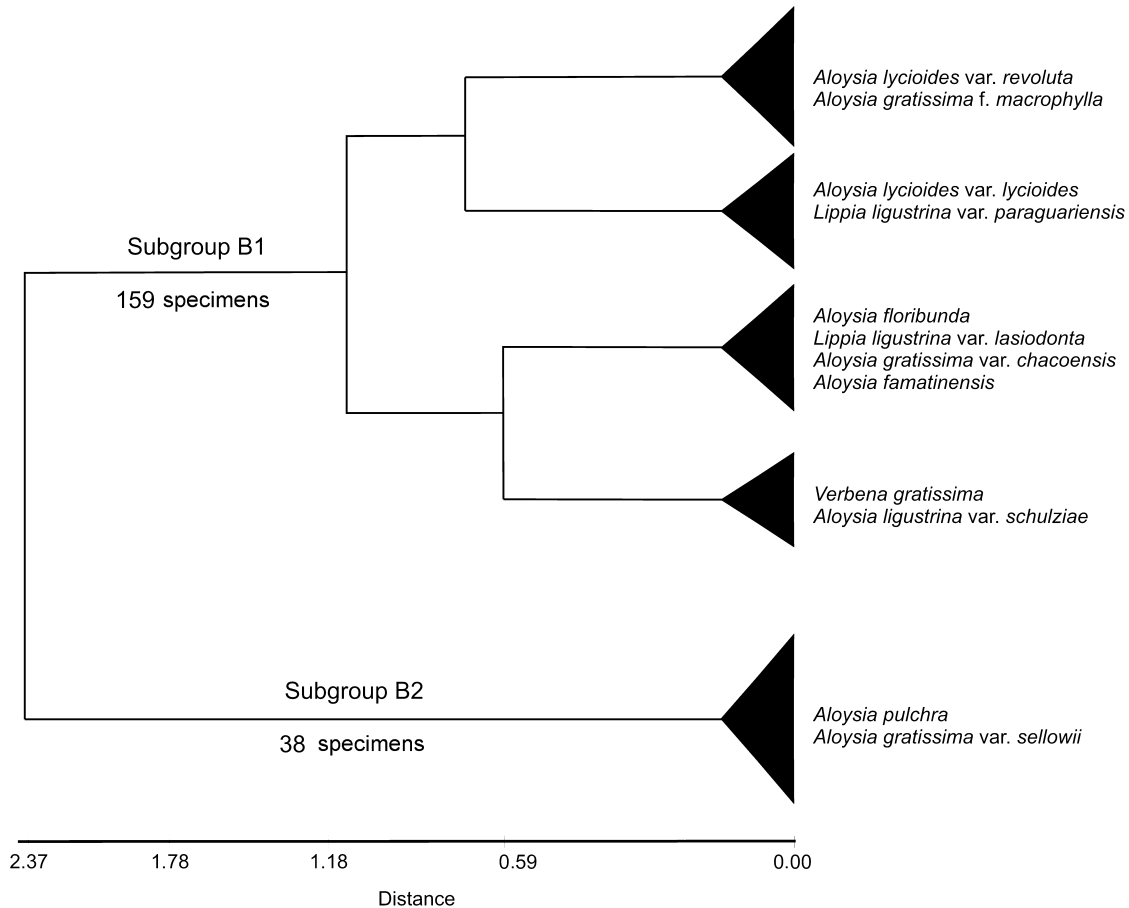 Aloysia lycioides var. revoluta
Aloysia gratissima f. macrophylla
Aloysia lycioides var. lycioides
Lippia ligustrina var. paraguariensis
Subgroup B1
159 specimens
Aloysia floribunda
Lippia ligustrina var. lasiodonta
Aloysia gratissima var. chacoensis
Aloysia famatinensis
Verbena gratissima
Aloysia ligustrina var. schulziae
Subgroup B2
38 specimens
Aloysia pulchra
Aloysia gratissima var. sellowii
2.37 1.78 1.18 0.59 0.00
Distance